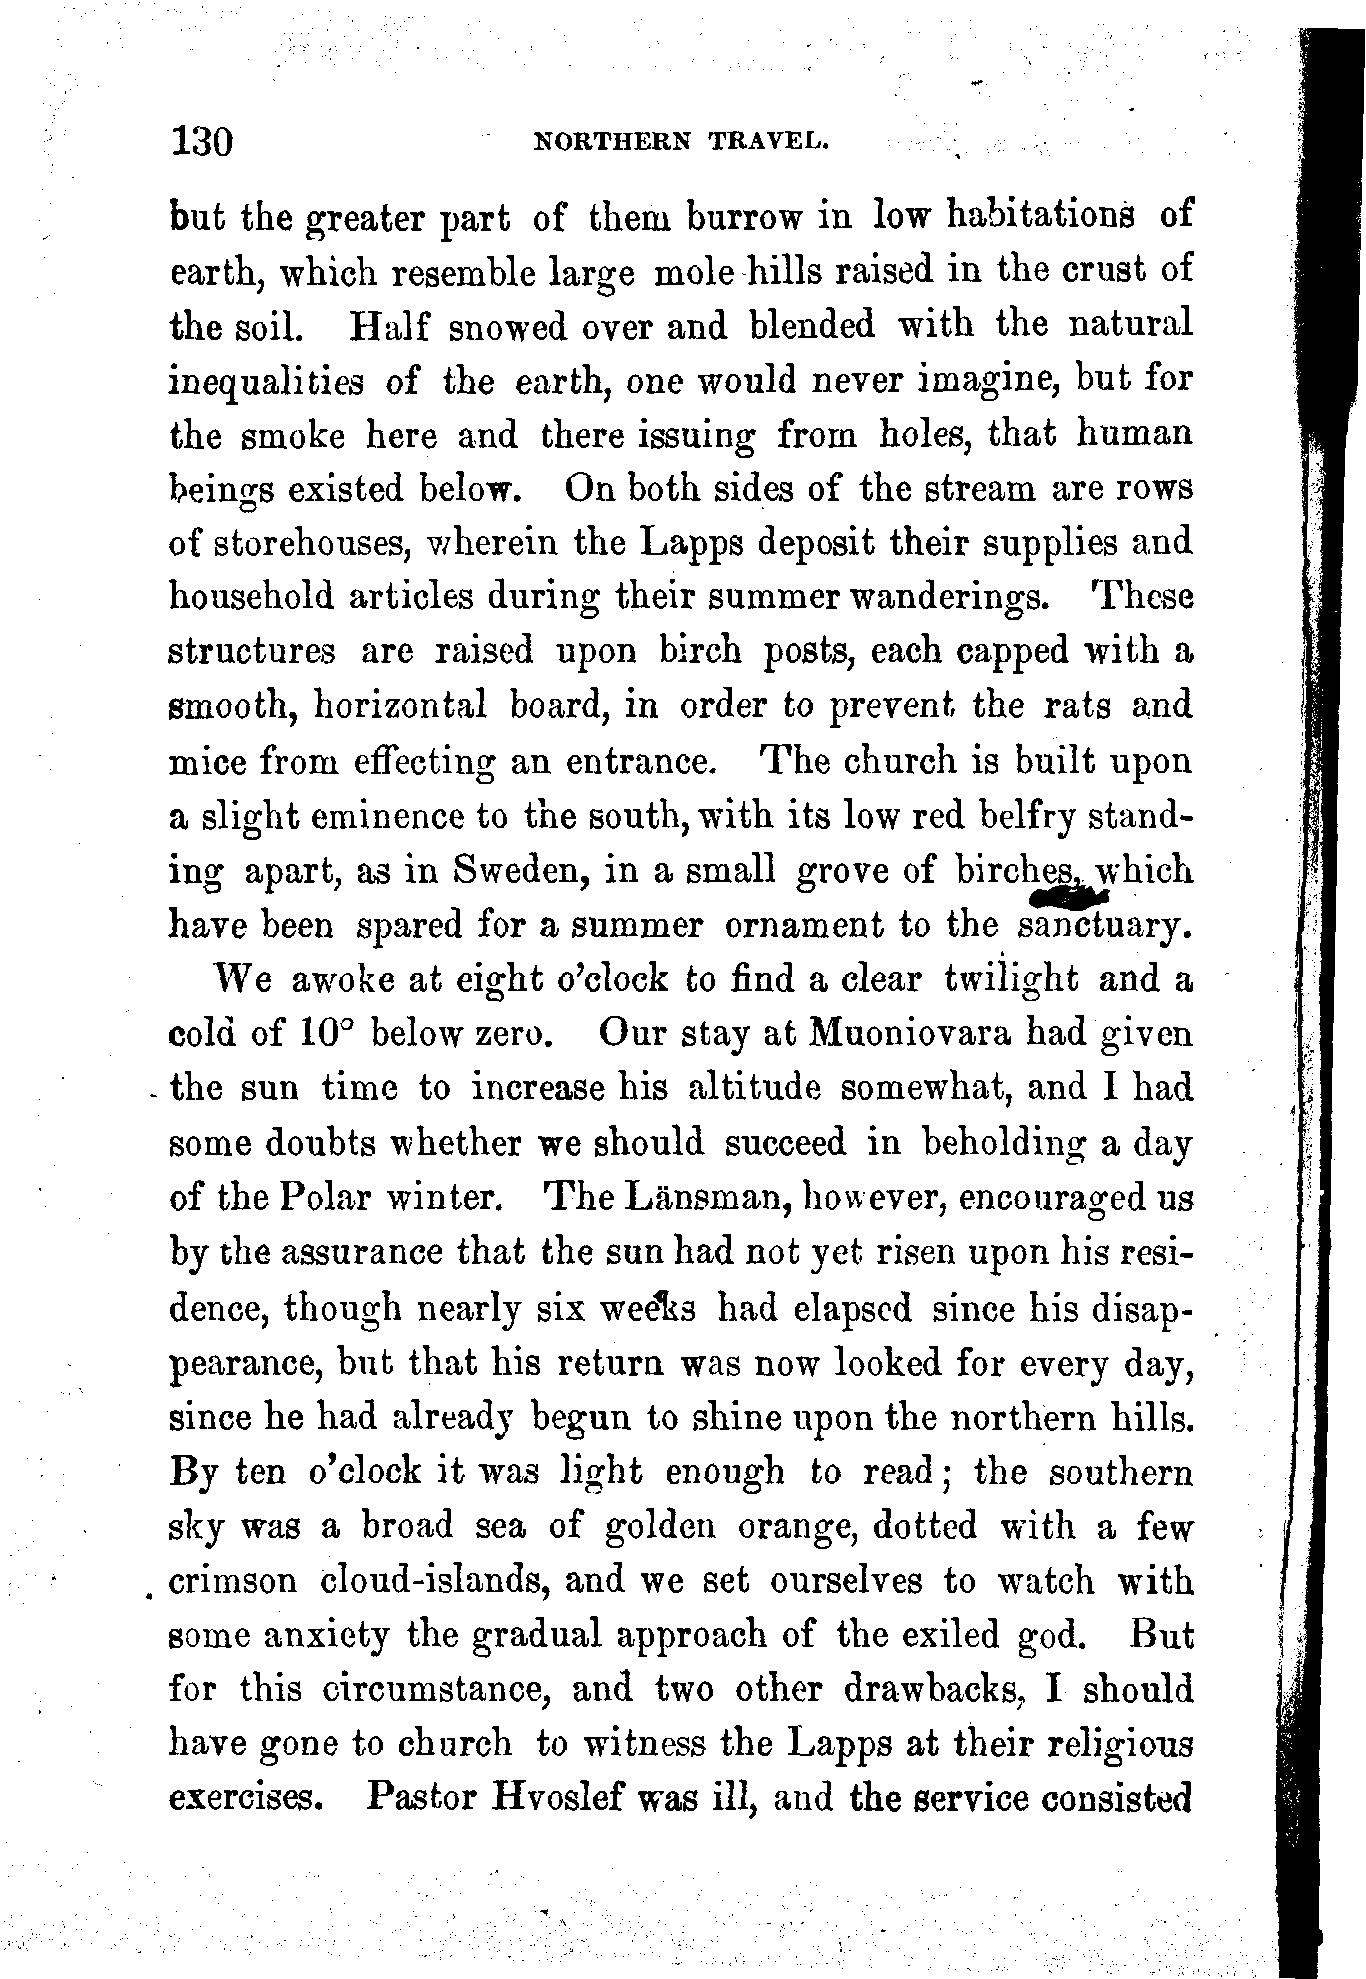 130 NORTHERN TRAVEL.
but the greater part of them burrow in low habitations of
earth, which resemble large mole-hills raised in the crust of
the soil. Half snowed over and blended with the natural
inequalities of the earth, one would never imagine, but for
the smoke here and there issuing from holes, that human
beings existed below. On both sides of the stream are rows
of storehouses, wherein the Lapps deposit their supplies and
household articles during their summer wanderings. These
structures are raised upon birch posts, each capped with a
smooth, horizontal board, in order to prevent the rats and
mice from effecting an entrance. The church is built upon
a slight eminence to the south, with its low red belfry stand-
ing apart, as in Sweden, in a small grove of birches, which
have been spared for a summer ornament to the sanctuary.
We awoke at eight o'clock to find a clear twilight and a
cold of 10° below zero. Our stay at Muoniovara had given
the sun time to increase his altitude somewhat, and I had
some doubts whether we should succeed in beholding a day
of the Polar winter. The Länsman, however, encouraged us
by the assurance that the sun had not yet risen upon his resi-
dence, though nearly six weeks had elapsed since his disap-
pearance, but that his return was now looked for every day,
since he had already begun to shine upon the northern hills.
By ten o'clock it was light enough to read; the southern
sky was a broad sea of golden orange, dotted with a few
crimson cloud-islands, and we set ourselves to watch with
some anxiety the gradual approach of the exiled god. But
for this circumstance, and two other drawbacks, I should
have gone to church to witness the Lapps at their religious
exercises. Pastor Hvoslef was ill, and the service consisted